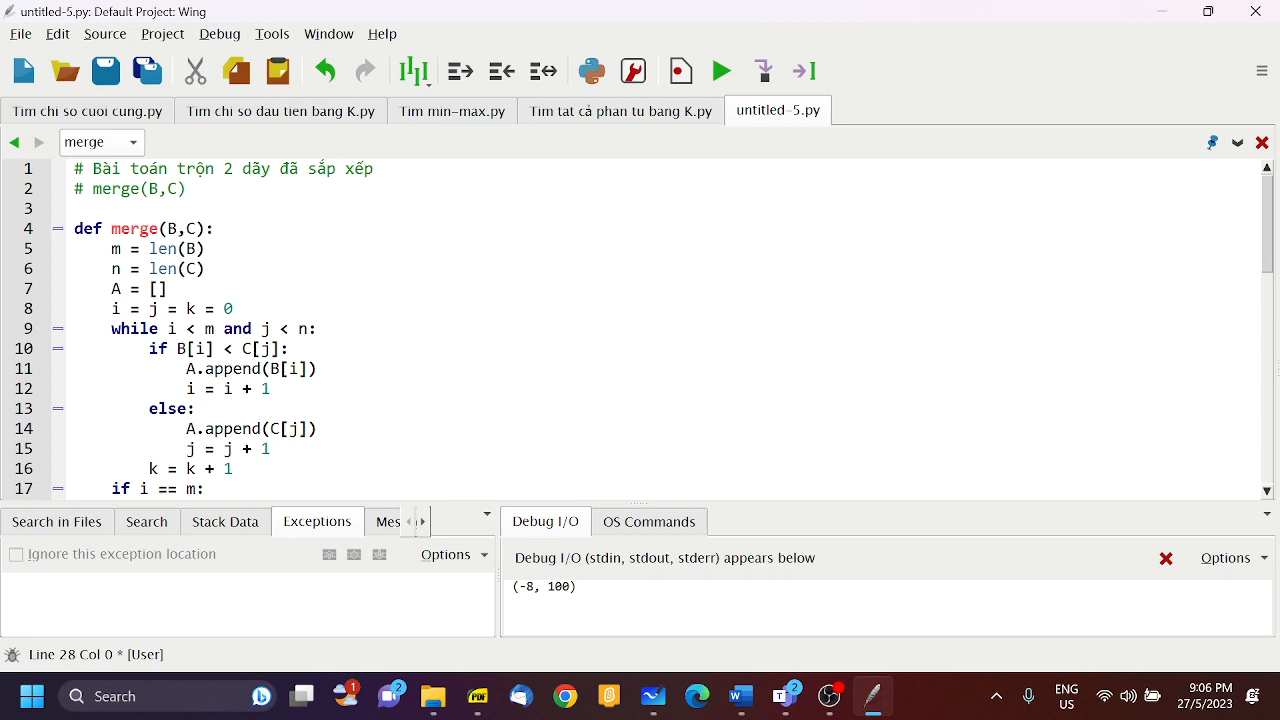 untitled-5.py: Default Project: Wing
File Edit Source Project Debug Tools Window Help
Tim chi so cuoi cung.py Tim chi so dau tien bang K.py Tim min-max.py Tim tat cả phan tu bang K.py untitled-5.py
merge
1 # Bài toán trộn 2 dãy đã sắp xếp
2 # merge(B,C)
3
4 def merge(B,C):
5 m = len(B)
6 n = len(C)
7 A = []
8 i = j = k = 0
9 while i < m and j < n:
10 if B[i] < C[j]:
11 A.append(B[i])
12 i = i + 1
13 else:
14 A.append(C[j])
15 j = j + 1
16 k = k + 1
17 if i == m:
Search in Files Search Stack Data Exceptions Mes Debug I/O OS Commands
Ignore this exception location Options Debug I/O (stdin, stdout, stderr) appears below Options
(-8, 100)
Line 28 Col 0 * [User]
Search 1 2 PDF 2 ENG US 9:06 PM 27/5/2023